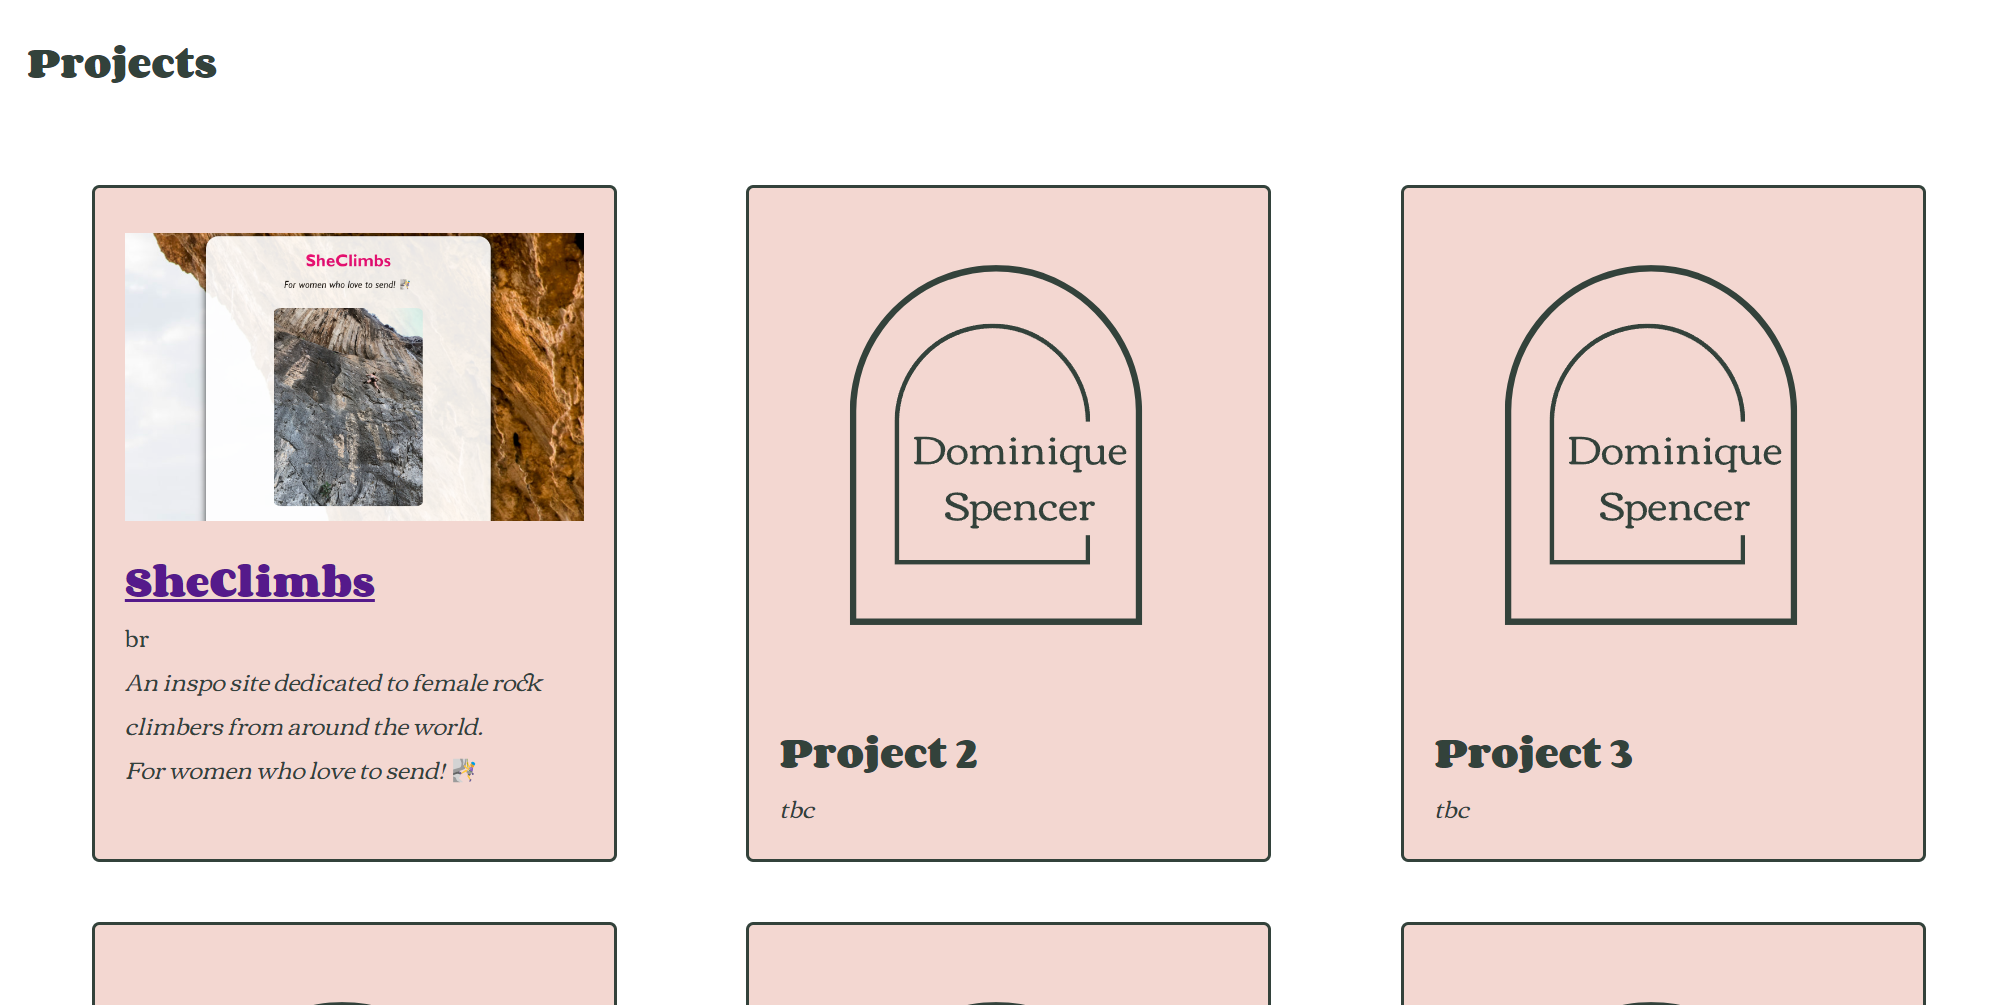 Projects
SheClimbs
For women who love to send!
SheClimbs
br
An inspo site dedicated to female rock
climbers from around the world.
For women who love to send!
Dominique
Spencer
Project 2
tbc
Dominique
Spencer
Project 3
tbc